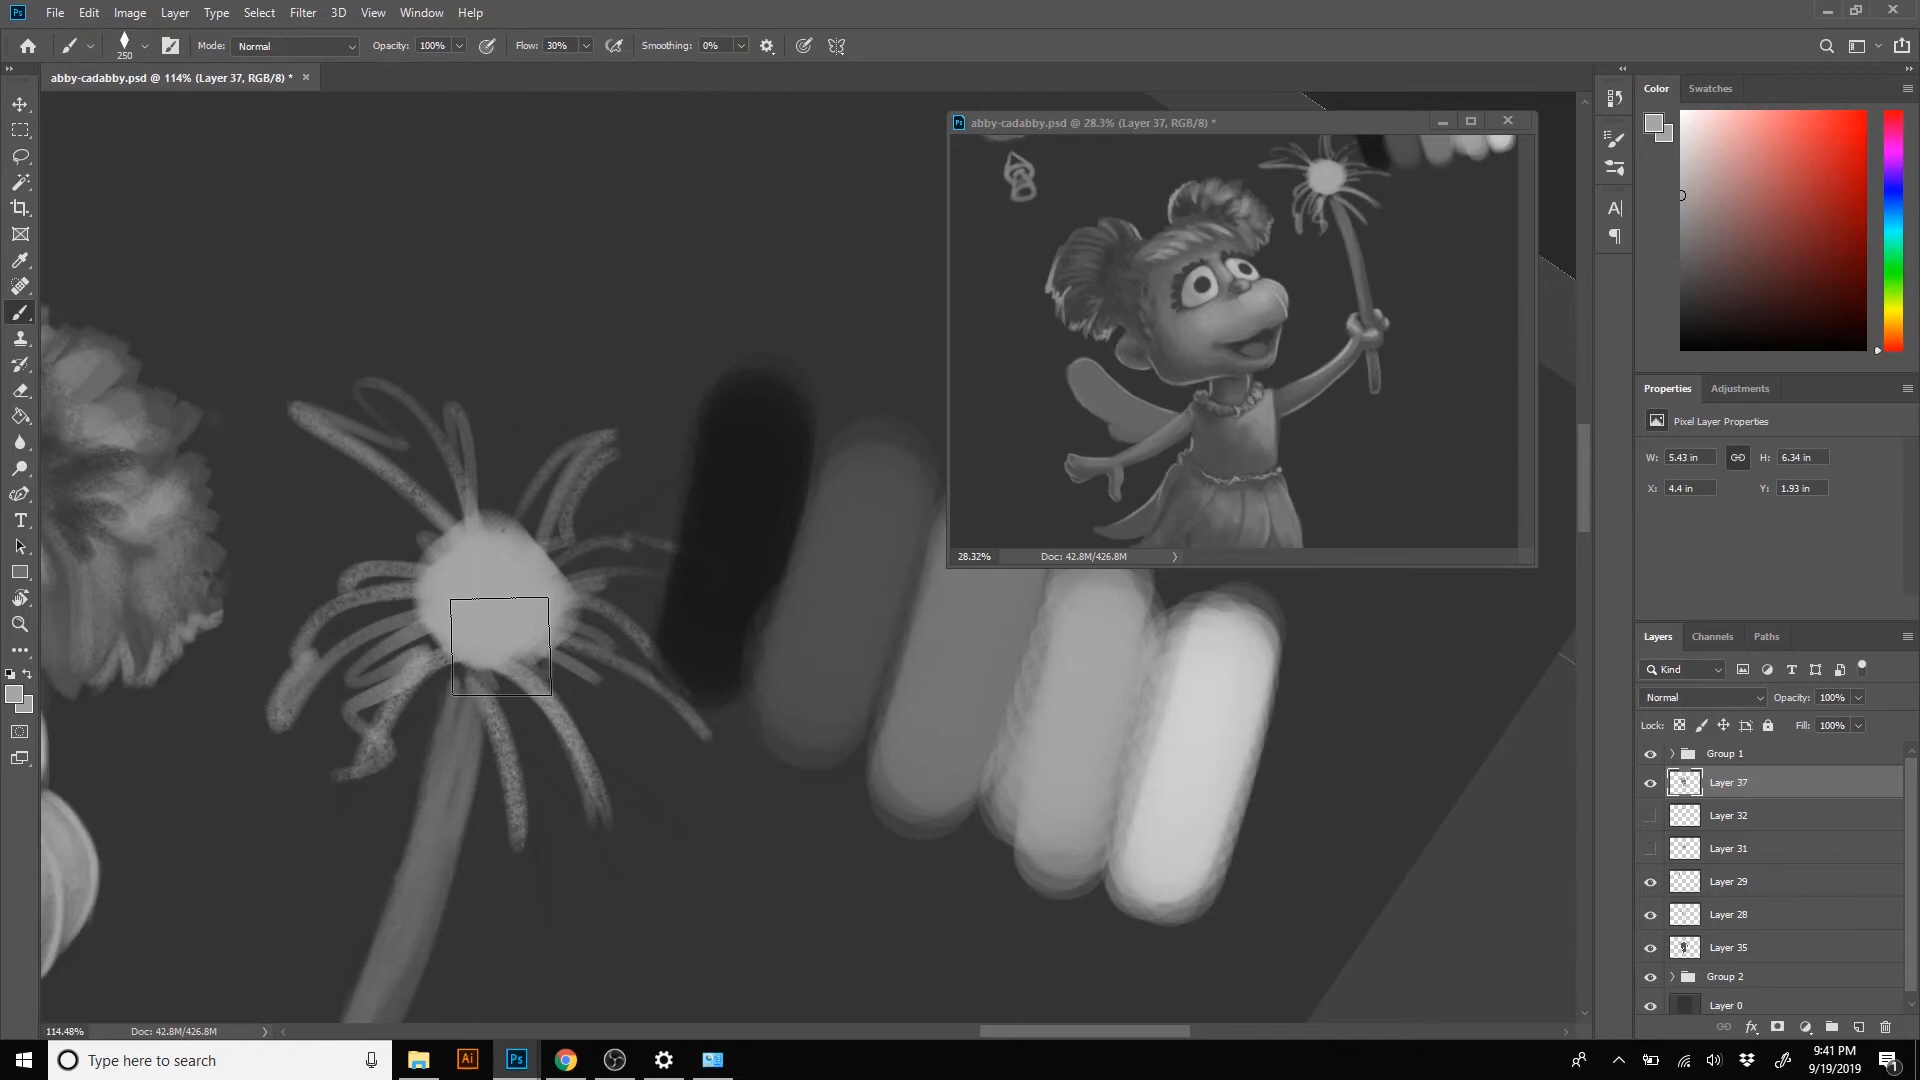 Ps File Edit Image Layer Type Select Filter 3D View Window Help
250 Mode: Normal Opacity: 100% Flow: 30% Smoothing: 0%
abby-cadabby.psd @ 114% (Layer 37, RGB/8) *
abby-cadabby.psd @ 28.3% (Layer 37, RGB/8) *
28.32% Doc: 42.8M/426.8M
Color Swatches
Properties Adjustments
Pixel Layer Properties
W: 5.43 in H: 6.34 in
X: 4.4 in Y: 1.93 in
Layers Channels Paths
Kind
Normal Opacity: 100%
Lock: Fill: 100%
Group 1
Layer 37
Layer 32
Layer 31
Layer 29
Layer 28
Layer 35
Group 2
Layer 0
114.48% Doc: 42.8M/426.8M
Type here to search Ai Ps
9:41 PM
9/19/2019
1